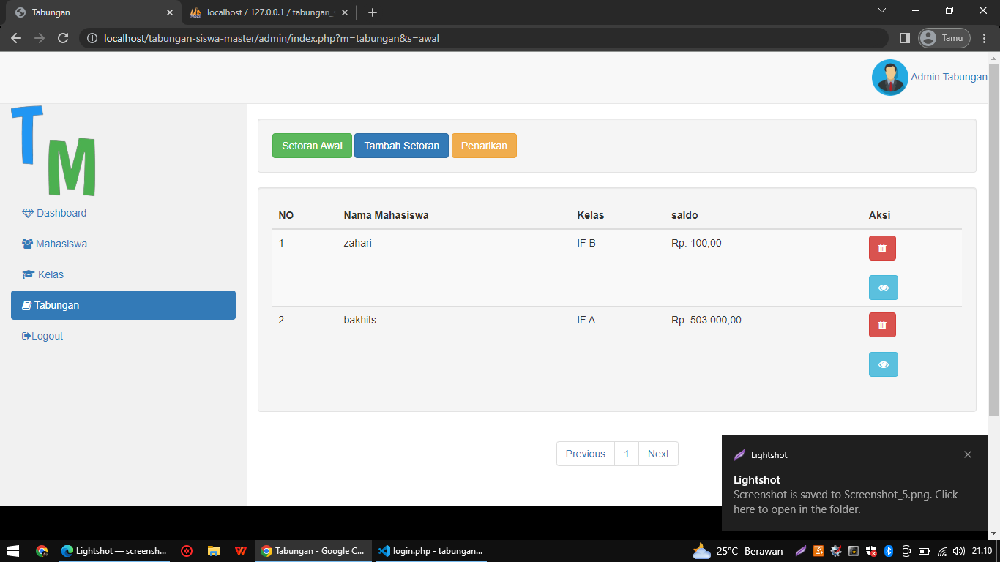 Tabungan
localhost / 127.0.0.1 / tabungan_
localhost/tabungan-siswa-master/admin/index.php?m=tabungan&s=awal
Tamu
Admin Tabungan
TM
Dashboard
Mahasiswa
Kelas
Tabungan
Logout
Setoran Awal Tambah Setoran Penarikan
NO Nama Mahasiswa Kelas saldo Aksi
1 zahari IF B Rp. 100,00
2 bakhits IF A Rp. 503.000,00
Previous 1 Next
Lightshot
Lightshot
Screenshot is saved to Screenshot_5.png. Click
here to open in the folder.
Lightshot — screensh...
Tabungan - Google C...
login.php - tabungan...
25°C Berawan
21.10